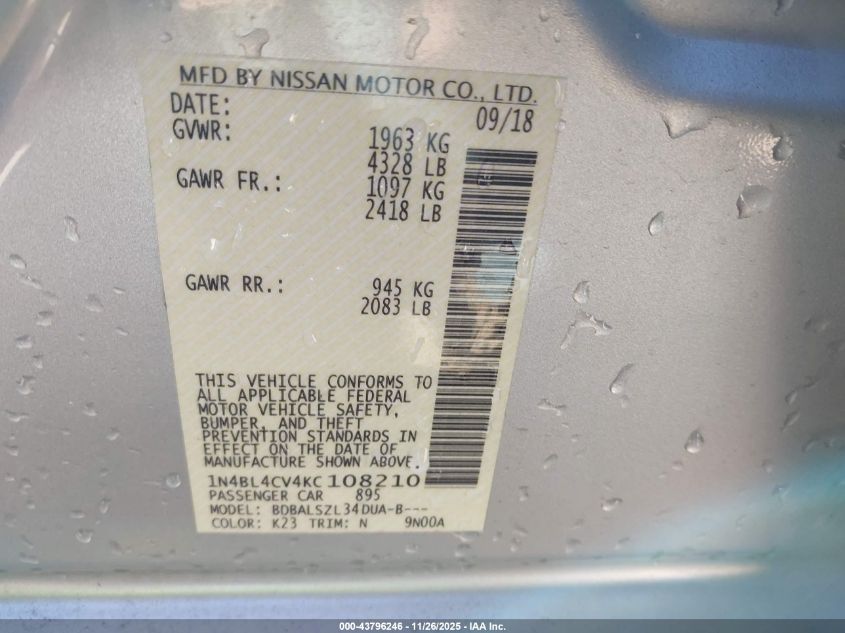 MFD BY NISSAN MOTOR CO., LTD.
DATE: 09/18
GVWR: 1963 KG
4328 LB
GAWR FR.: 1097 KG
2418 LB
GAWR RR.: 945 KG
2083 LB
THIS VEHICLE CONFORMS TO
ALL APPLICABLE FEDERAL
MOTOR VEHICLE SAFETY,
BUMPER, AND THEFT
PREVENTION STANDARDS IN
EFFECT ON THE DATE OF
MANUFACTURE SHOWN ABOVE.
1N4BL4CV4KC108210
PASSENGER CAR 895
MODEL: BDBALSZL34DUA-B---
COLOR: K23 TRIM: N 9N00A
000-43796246 - 11/26/2025 - IAA Inc.